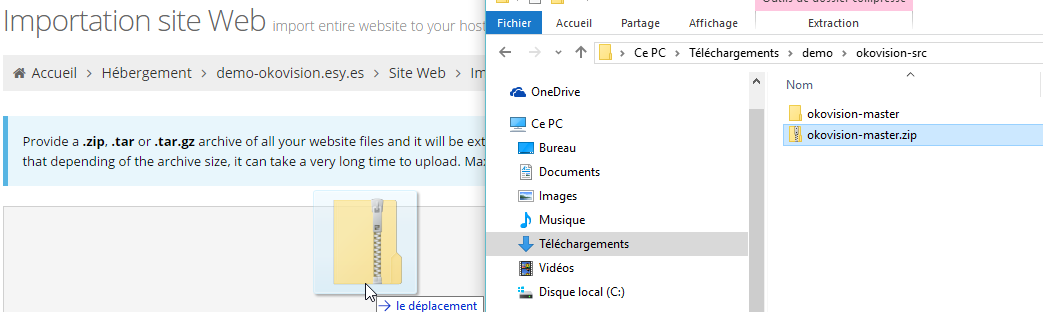 Importation site Web import entire website to your host
Accueil > Hébergement > demo-okovision.esy.es > Site Web > Im
Provide a .zip, .tar or .tar.gz archive of all your website files and it will be ext
that depending of the archive size, it can take a very long time to upload. Ma
le déplacement
Outils de dossier compressé
Fichier Accueil Partage Affichage Extraction
Ce PC > Téléchargements > demo > okovision-src
OneDrive
Ce PC
Bureau
Documents
Images
Musique
Téléchargements
Vidéos
Disque local (C:)
Nom
okovision-master
okovision-master.zip